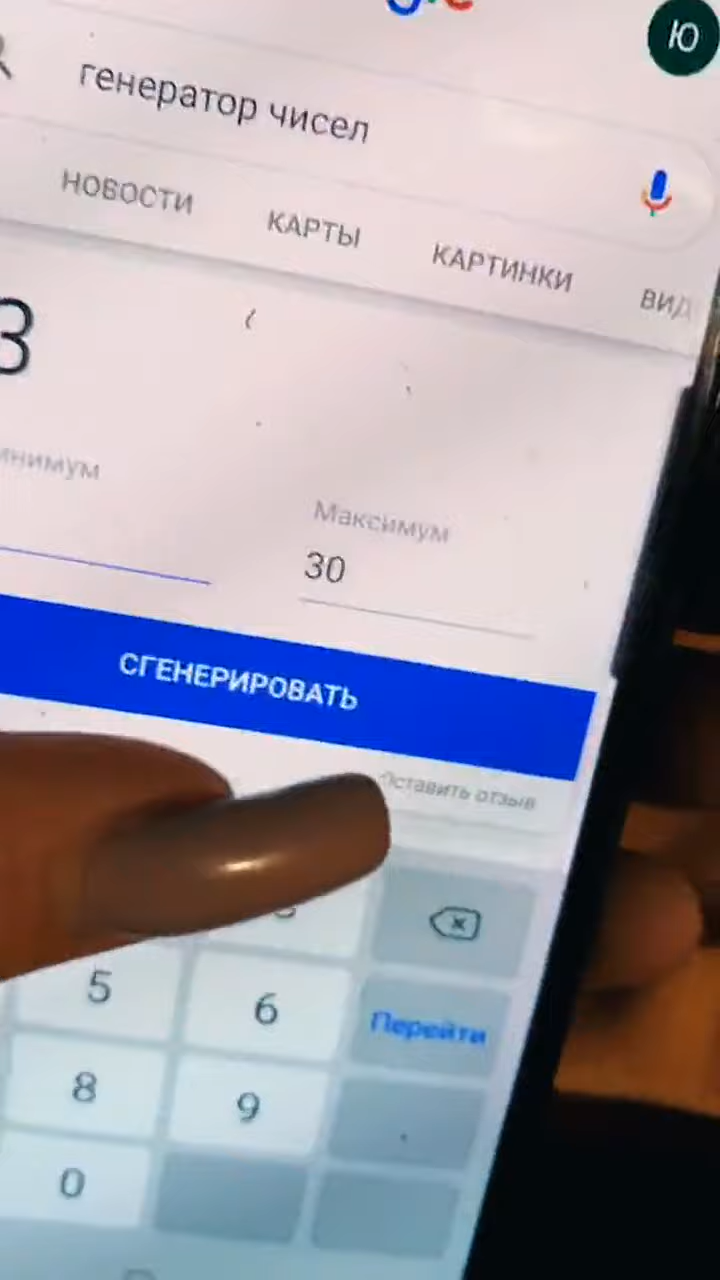 Ю
генератор чисел
НОВОСТИ КАРТЫ КАРТИНКИ
3
Максимум
30
СГЕНЕРИРОВАТЬ
5 6 Перейти
8 9 .
0